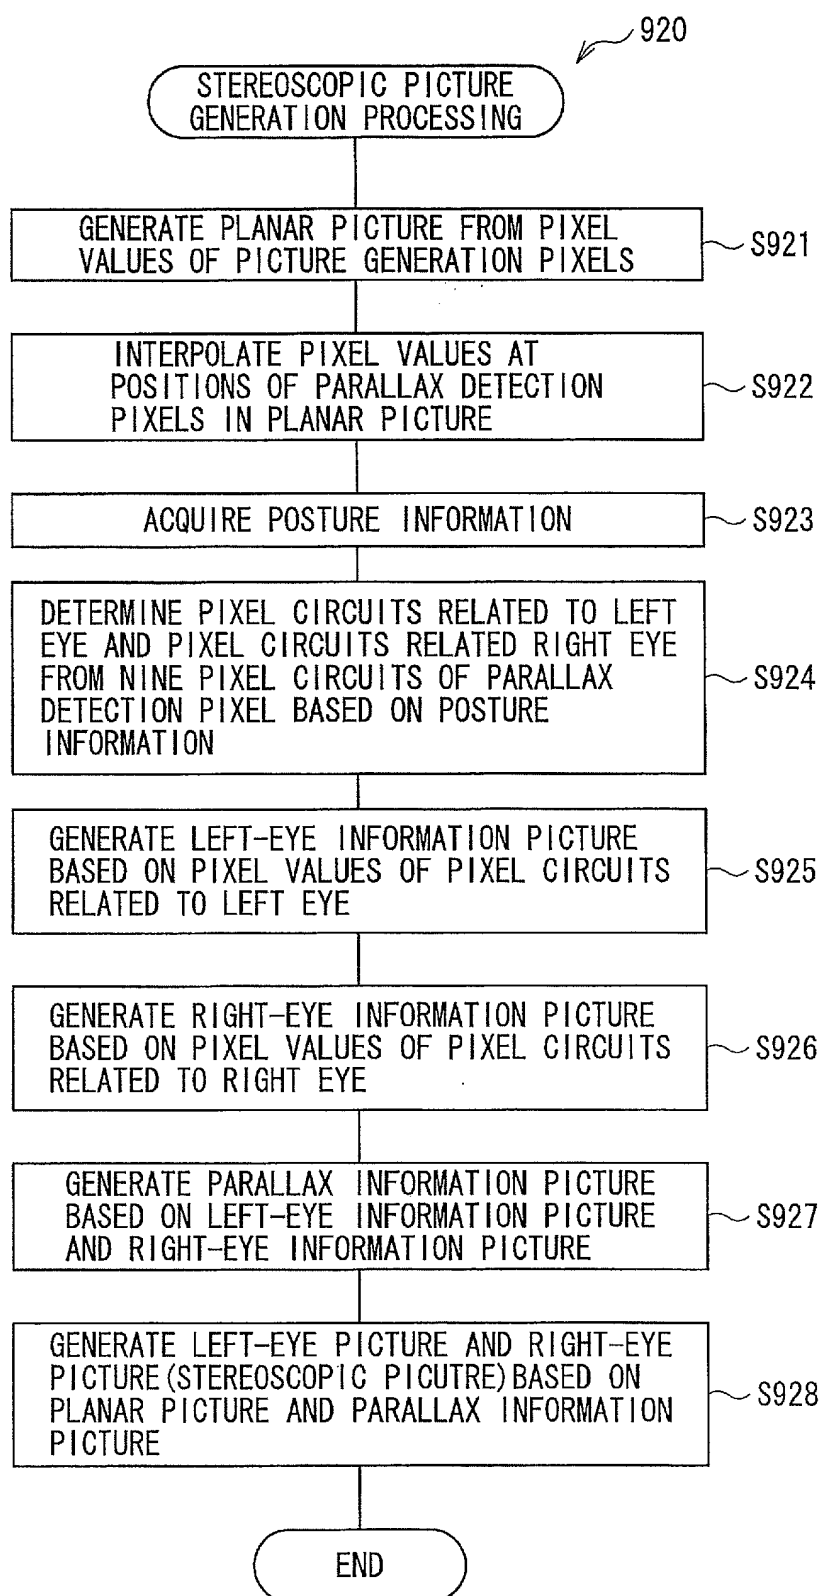 920
STEREOSCOPIC PICTURE
GENERATION PROCESSING
GENERATE PLANAR PICTURE FROM PIXEL
VALUES OF PICTURE GENERATION PIXELS
S921
INTERPOLATE PIXEL VALUES AT
POSITIONS OF PARALLAX DETECTION
PIXELS IN PLANAR PICTURE
S922
ACQUIRE POSTURE INFORMATION
S923
DETERMINE PIXEL CIRCUITS RELATED TO LEFT
EYE AND PIXEL CIRCUITS RELATED RIGHT EYE
FROM NINE PIXEL CIRCUITS OF PARALLAX
DETECTION PIXEL BASED ON POSTURE
INFORMATION
S924
GENERATE LEFT-EYE INFORMATION PICTURE
BASED ON PIXEL VALUES OF PIXEL CIRCUITS
RELATED TO LEFT EYE
S925
GENERATE RIGHT-EYE INFORMATION PICTURE
BASED ON PIXEL VALUES OF PIXEL CIRCUITS
RELATED TO RIGHT EYE
S926
GENERATE PARALLAX INFORMATION PICTURE
BASED ON LEFT-EYE INFORMATION PICTURE
AND RIGHT-EYE INFORMATION PICTURE
S927
GENERATE LEFT-EYE PICTURE AND RIGHT-EYE
PICTURE(STEREOSCOPIC PICUTRE)BASED ON
PLANAR PICTURE AND PARALLAX INFORMATION
PICTURE
S928
END